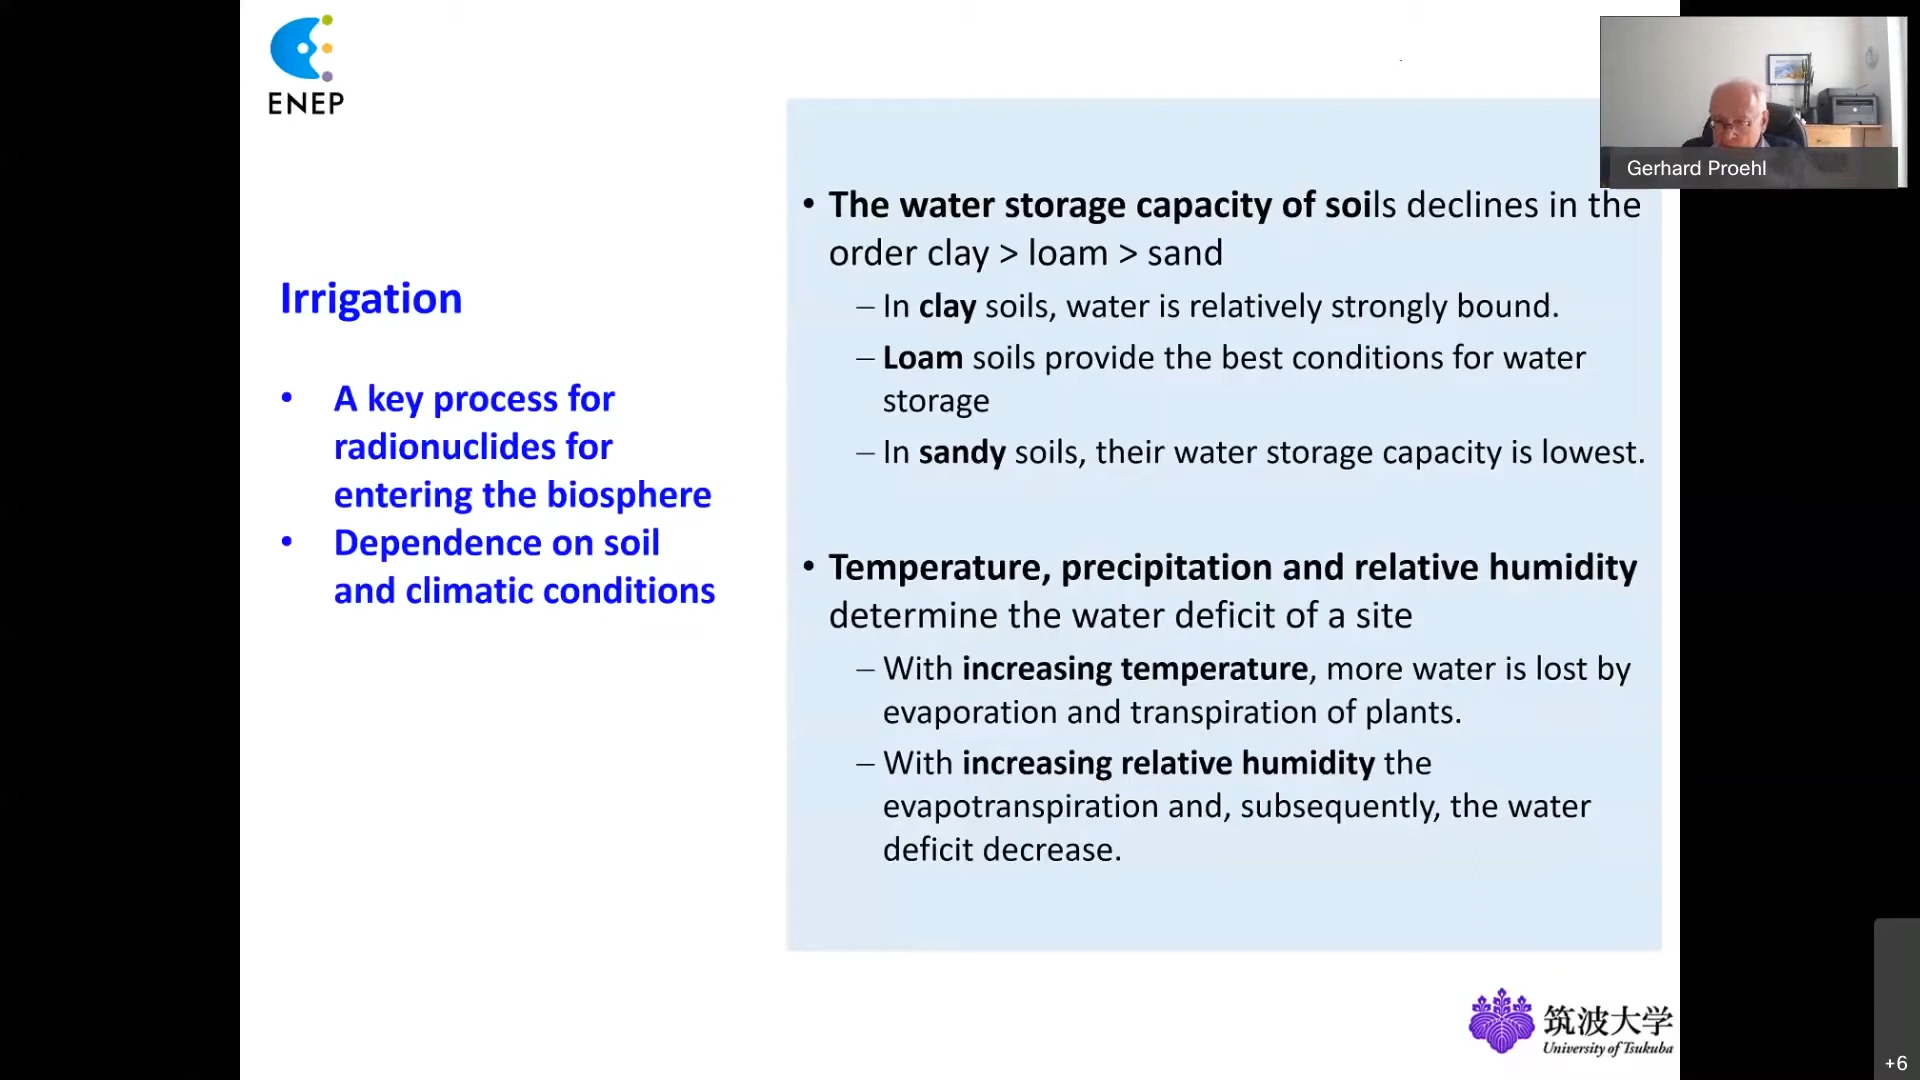 ENEP
Gerhard Proehl
Irrigation
• A key process for
radionuclides for
entering the biosphere
• Dependence on soil
and climatic conditions
• The water storage capacity of soils declines in the
order clay > loam > sand
– In clay soils, water is relatively strongly bound.
– Loam soils provide the best conditions for water
storage
– In sandy soils, their water storage capacity is lowest.
• Temperature, precipitation and relative humidity
determine the water deficit of a site
– With increasing temperature, more water is lost by
evaporation and transpiration of plants.
– With increasing relative humidity the
evapotranspiration and, subsequently, the water
deficit decrease.
筑波大学
University of Tsukuba
+6